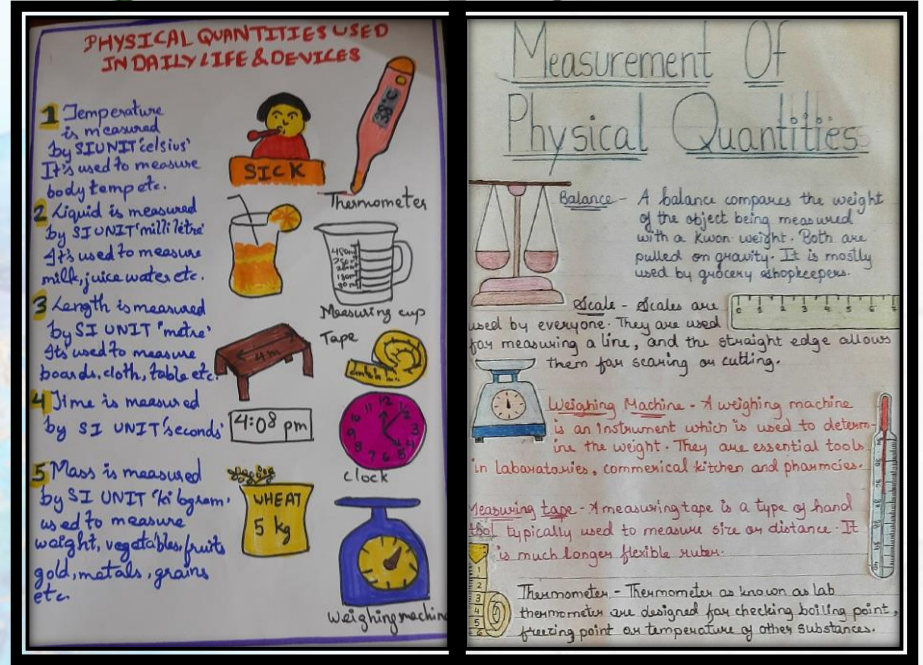 PHYSICAL QUANTITIES USED
IN DAILY LIFE & DEVICES
1 Temperature
is measured
by SI UNIT 'celsius'
It's used to measure
body temp etc.
SICK
38°C
Thermometer
2 Liquid is measured
by SI UNIT 'milli letre'
It's used to measure
milk, juice water etc.
Measuring cup
3 Length is measured
by SI UNIT 'metre'
Its used to measure
boards, cloth, table etc.
4m
Tape
4 Time is measured
by SI UNIT 'seconds'
4:08 pm
clock
5 Mass is measured
by SI UNIT 'kilogram'
used to measure
weight, vegetables, fruits
gold, metals, grains
etc.
WHEAT
5 kg
weighing machine
Measurement Of
Physical Quantities
Balance - A balance compares the weight
of the object being measured
with a kwon weight. Both are
pulled on gravity. It is mostly
used by grocery shopkeepers.
Scale - Scales are
used by everyone. They are used
for measuring a line, and the straight edge allows
them for scaring or cutting.
Weighing Machine - A weighing machine
is an instrument which is used to determ-
ine the weight. They are essential tools
in labaratories, commerical kitchen and pharmcies.
Measuring tape - A measuring tape is a type of hand
tool typically used to measure size or distance. It
is much longer flexible ruber.
Thermometer - Thermometer as known as lab
thermometer are designed for checking boiling point,
freezing point or temperature of other substances.